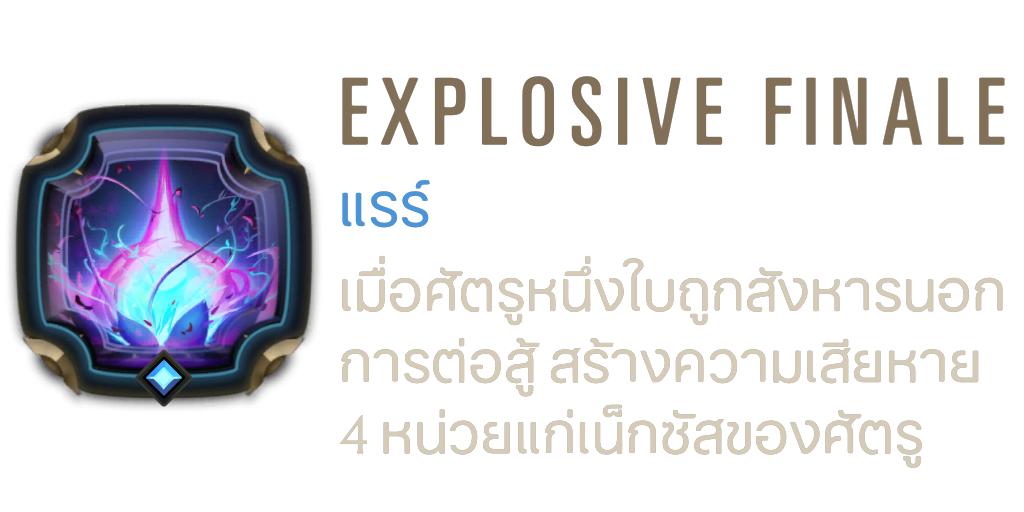 EXPLOSIVE FINALE
แรร์
เมื่อศัตรูหนึ่งใบถูกสังหารนอก
การต่อสู้ สร้างความเสียหาย
4 หน่วยแก่เน็กซัสของศัตรู